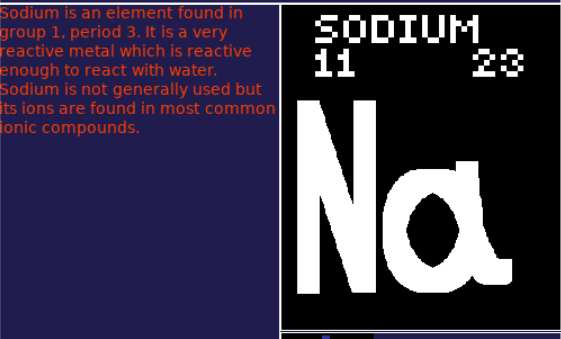 Sodium is an element found in
group 1, period 3. It is a very
reactive metal which is reactive
enough to react with water.
Sodium is not generally used but
its ions are found in most common
ionic compounds.
SODIUM
11 23
Na